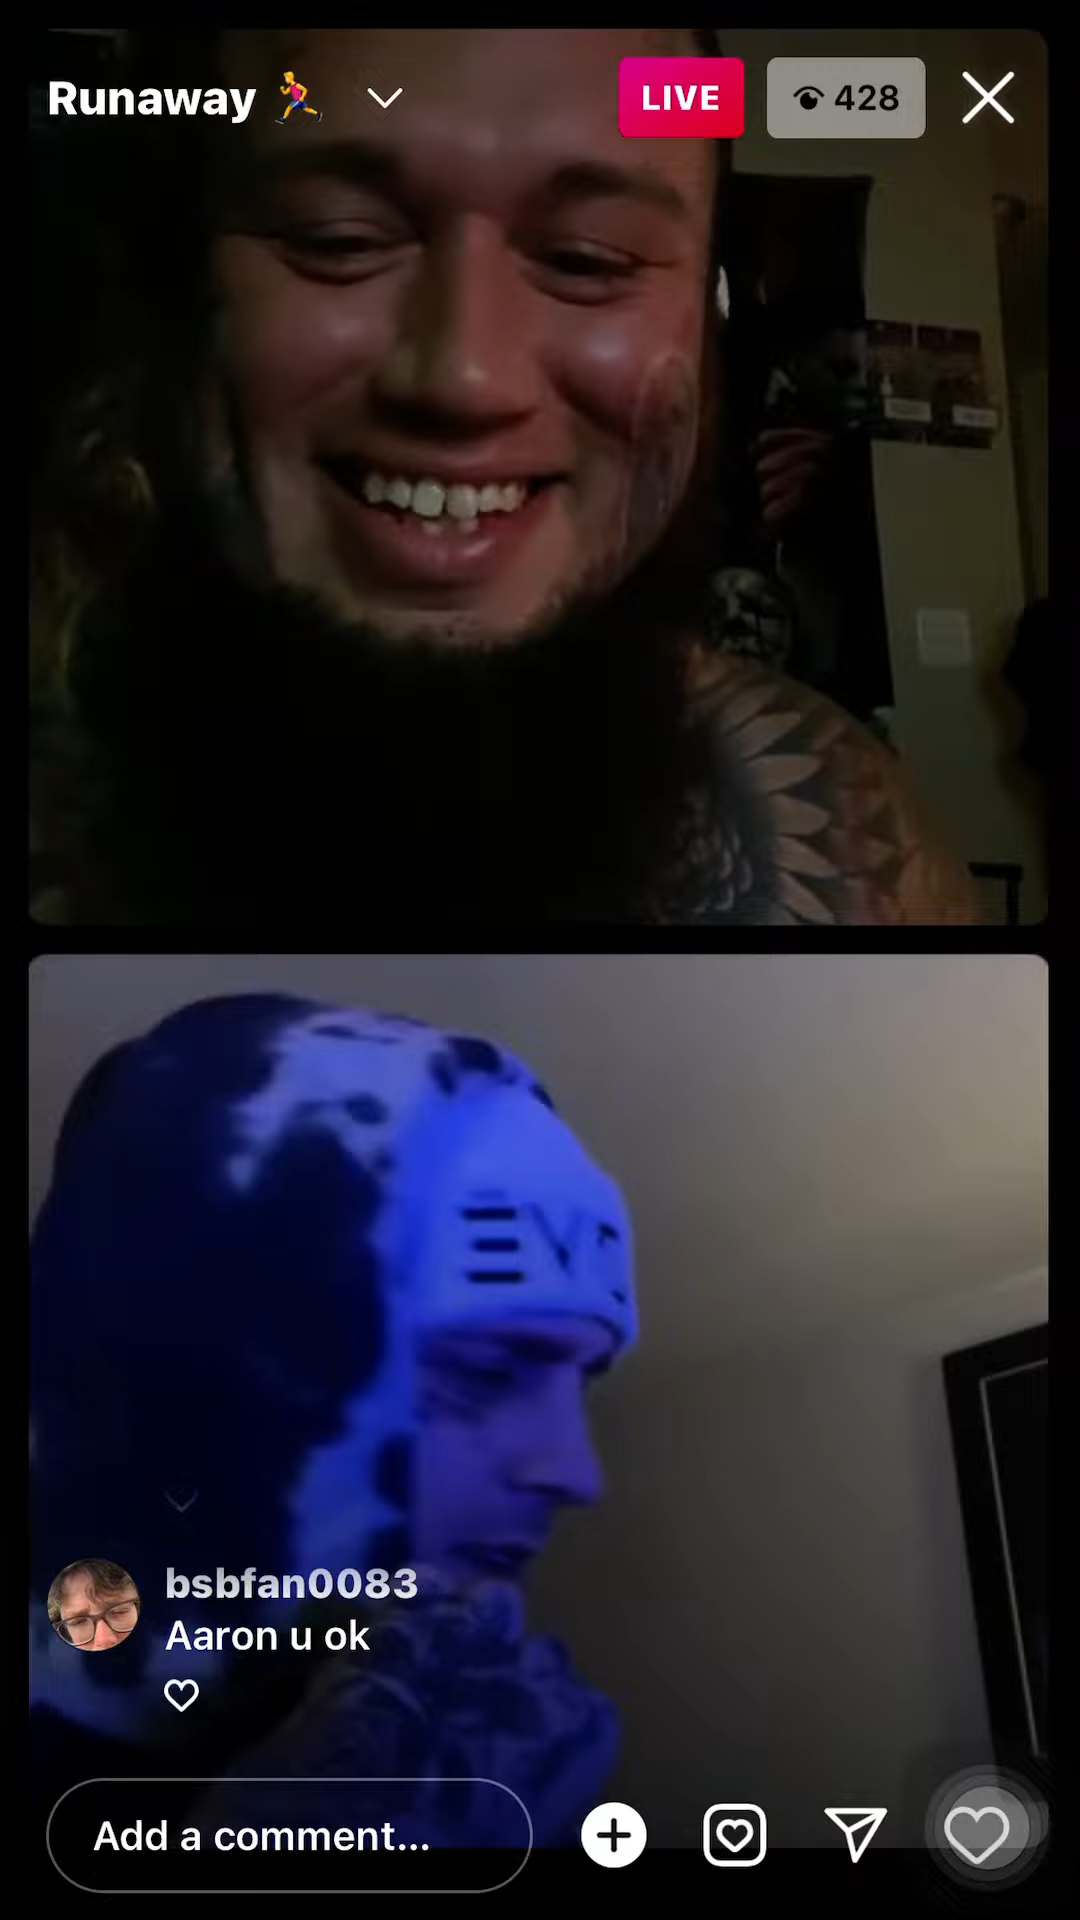 Runaway 🏃
LIVE
428
bsbfan0083
Aaron u ok
Add a comment...